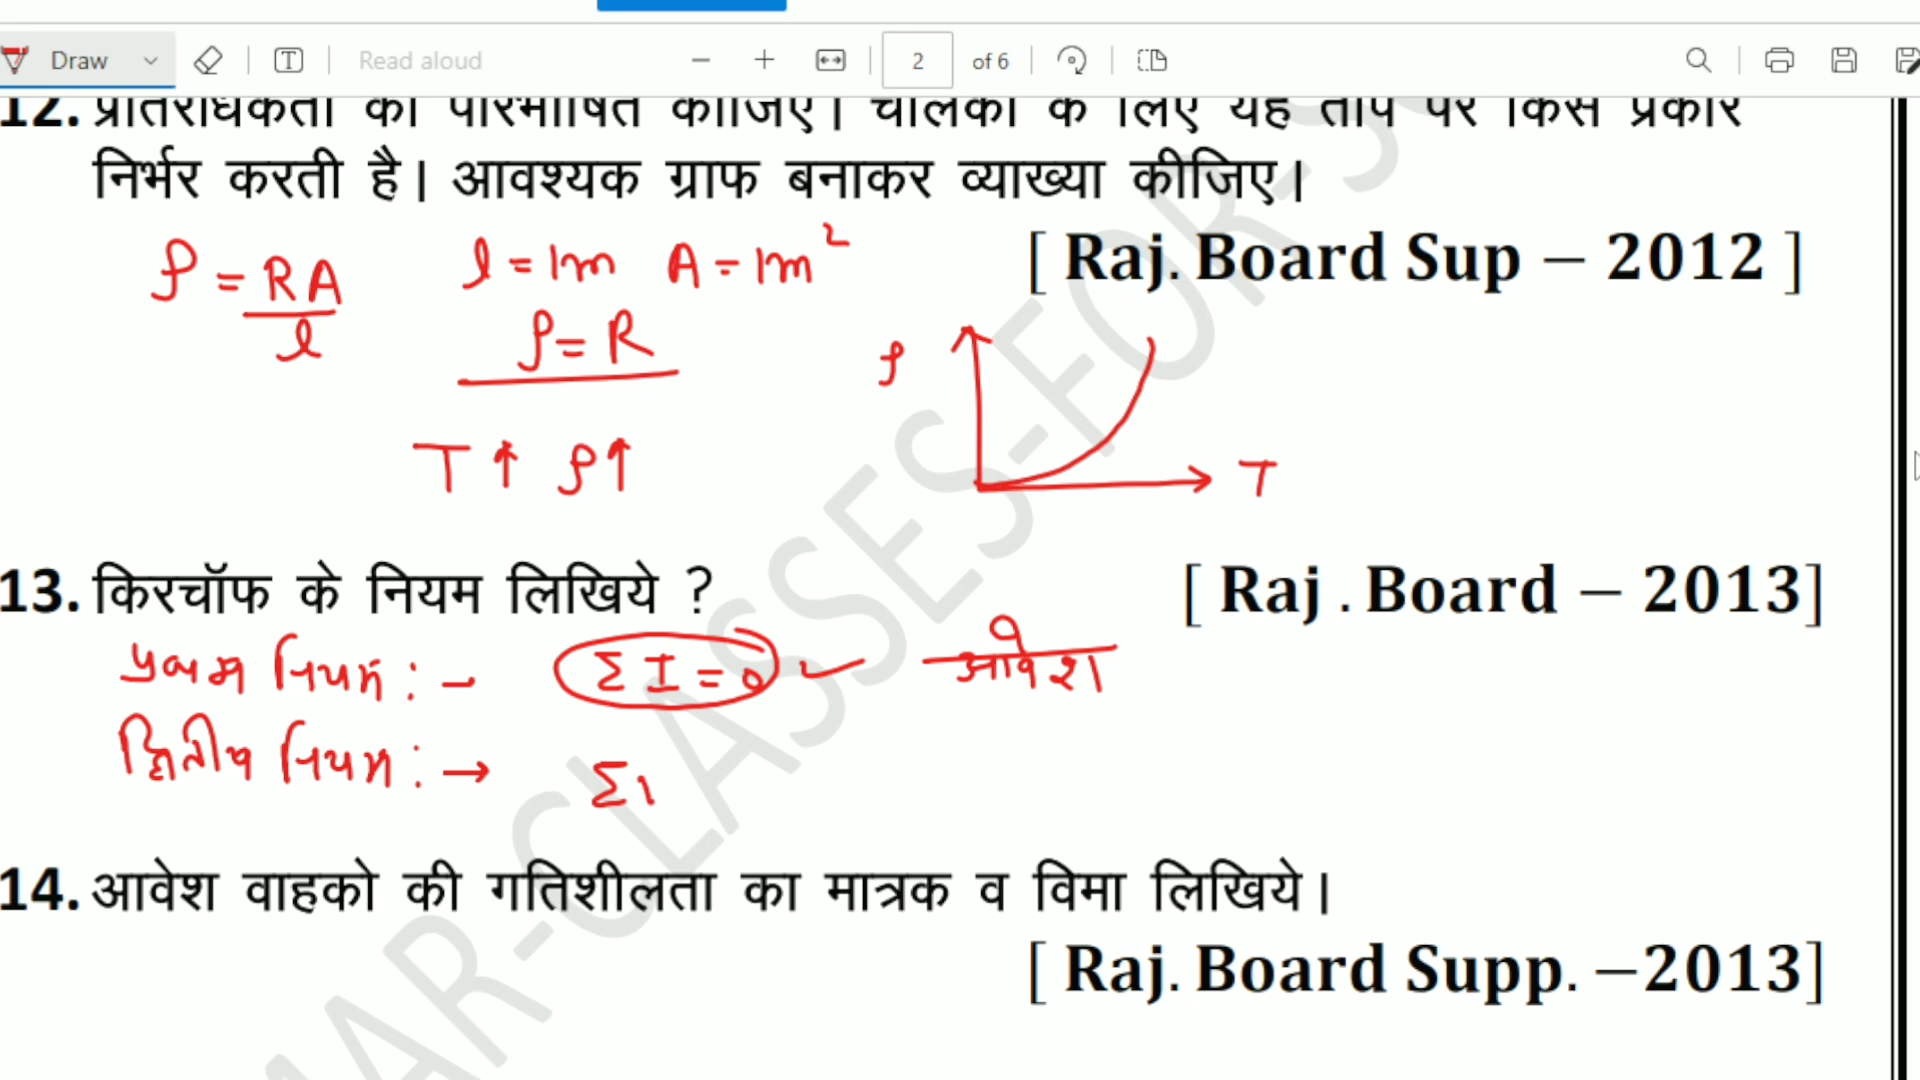 Draw
Read aloud
2 of 6
12. प्रतिरोधकता को परिभाषित कीजिए। चालकों के लिए यह ताप पर किस प्रकार
निर्भर करती है। आवश्यक ग्राफ बनाकर व्याख्या कीजिए।
[ Raj. Board Sup – 2012 ]
ρ = RA/l l = 1m A = 1m²
ρ = R
ρ
T ↑ ρ ↑
T
13. किरचॉफ के नियम लिखिये ?
[ Raj . Board – 2013]
प्रथम नियम :- Σ I = 0 आवेश
द्वितीय नियम :→ Σ
14. आवेश वाहको की गतिशीलता का मात्रक व विमा लिखिये।
[ Raj. Board Supp. –2013]